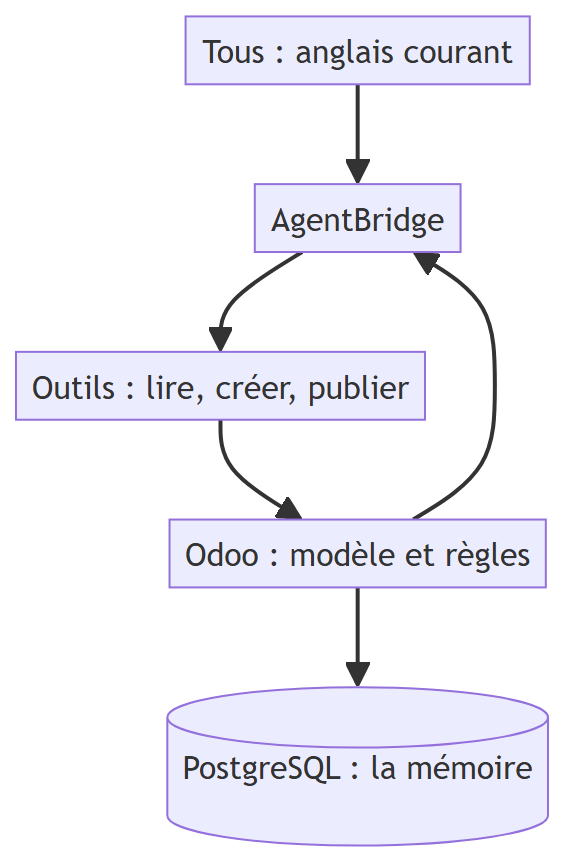 Tous : anglais courant
AgentBridge
Outils : lire, créer, publier
Odoo : modèle et règles
PostgreSQL : la mémoire